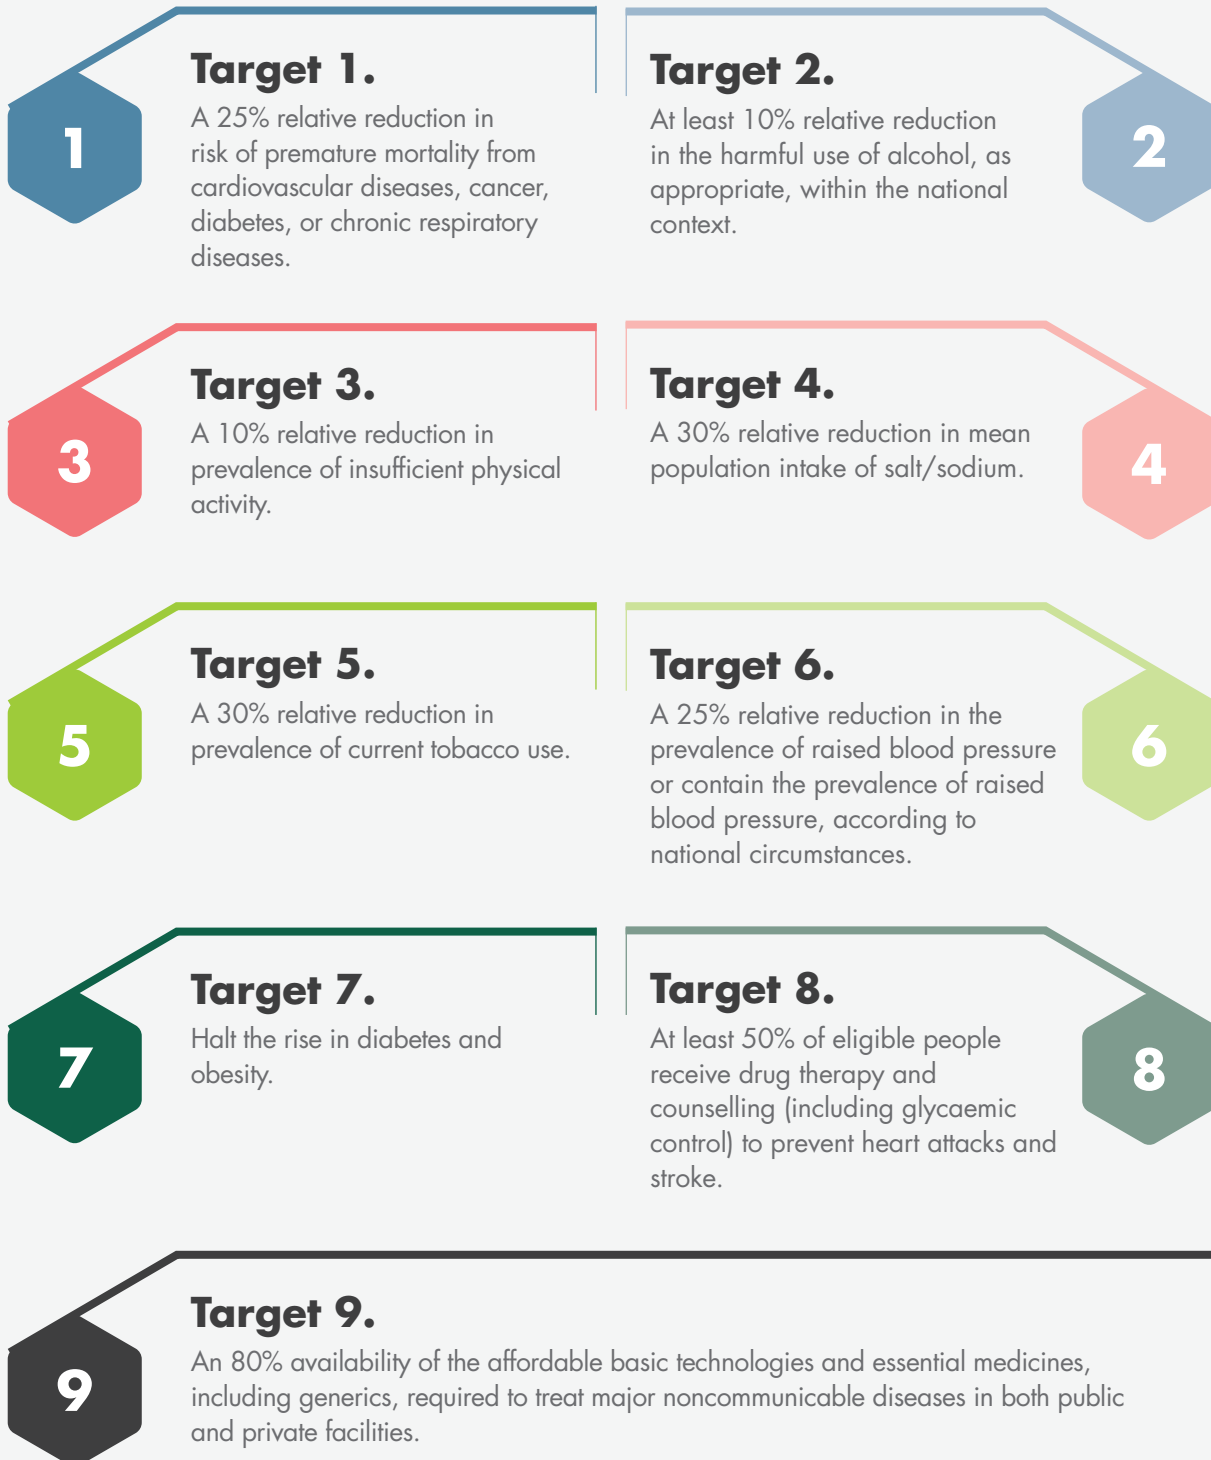 1
Target 1.
A 25% relative reduction in
risk of premature mortality from
cardiovascular diseases, cancer,
diabetes, or chronic respiratory
diseases.
Target 2.
At least 10% relative reduction
in the harmful use of alcohol, as
appropriate, within the national
context.
2
3
Target 3.
A 10% relative reduction in
prevalence of insufficient physical
activity.
Target 4.
A 30% relative reduction in mean
population intake of salt/sodium.
4
5
Target 5.
A 30% relative reduction in
prevalence of current tobacco use.
Target 6.
A 25% relative reduction in the
prevalence of raised blood pressure
or contain the prevalence of raised
blood pressure, according to
national circumstances.
6
7
Target 7.
Halt the rise in diabetes and
obesity.
Target 8.
At least 50% of eligible people
receive drug therapy and
counselling (including glycaemic
control) to prevent heart attacks and
stroke.
8
9
Target 9.
An 80% availability of the affordable basic technologies and essential medicines,
including generics, required to treat major noncommunicable diseases in both public
and private facilities.